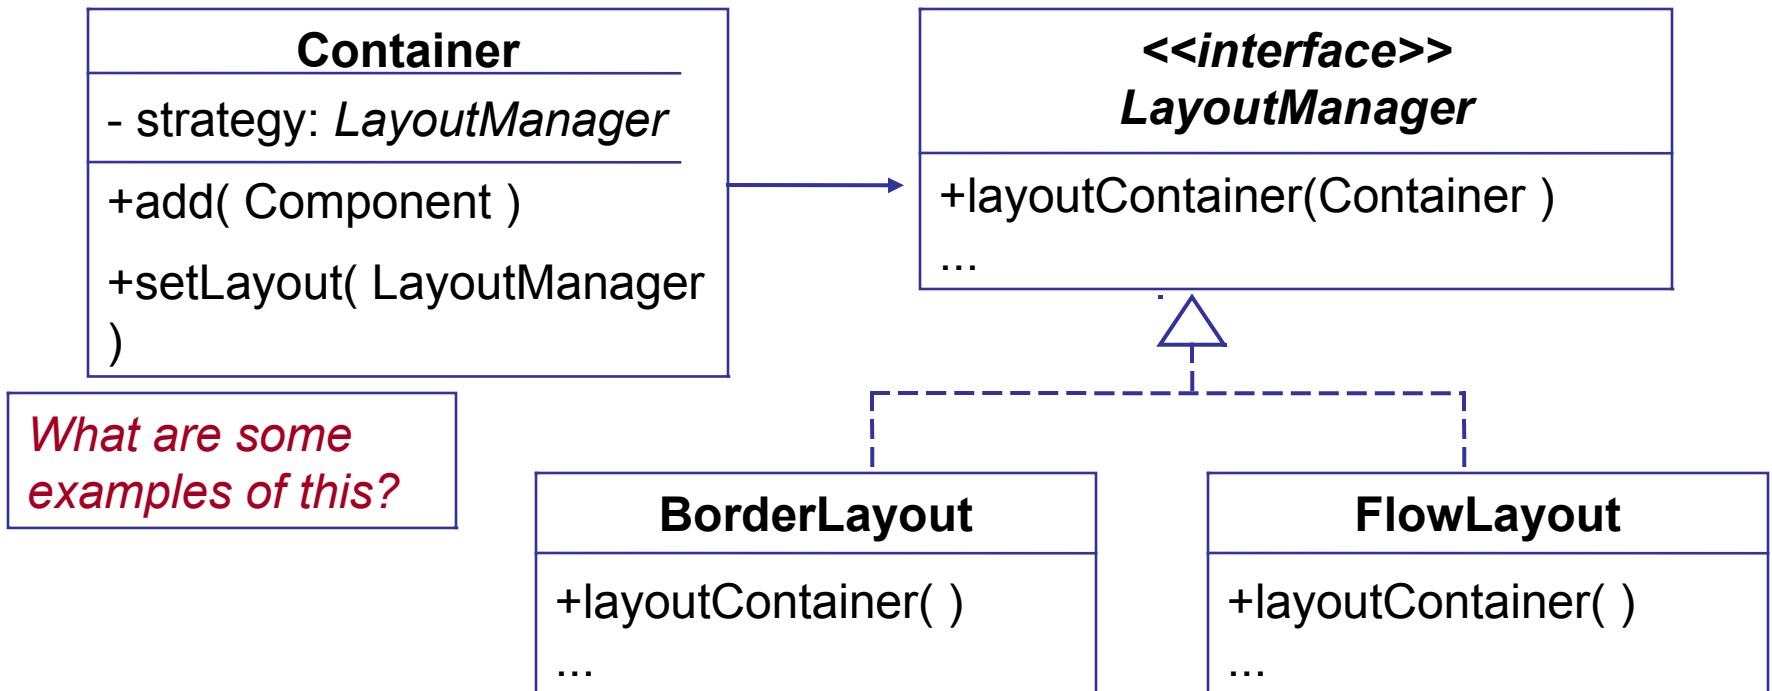 Container
- strategy: LayoutManager
+add( Component )
+setLayout( LayoutManager
)
<<interface>>
LayoutManager
+layoutContainer(Container )
...
What are some
examples of this?
BorderLayout
+layoutContainer( )
...
FlowLayout
+layoutContainer( )
...